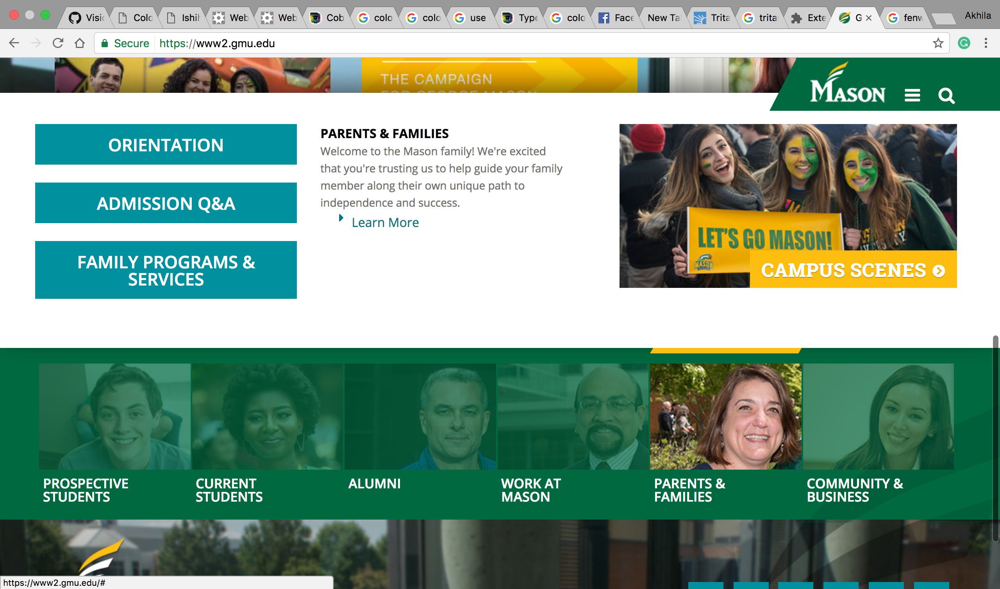 Visi
Colo
Ishih
Web
Web
Cob
colo
colo
use
Type
colo
Face
New Ta
Trita
trita
Exte
G
fenw
Akhila
Secure https://www2.gmu.edu
THE CAMPAIGN
FOR GEORGE MASON
MASON
ORIENTATION
ADMISSION Q&A
FAMILY PROGRAMS &
SERVICES
PARENTS & FAMILIES
Welcome to the Mason family! We're excited
that you're trusting us to help guide your family
member along their own unique path to
independence and success.
Learn More
LET'S GO MASON!
MASON
CAMPUS SCENES
PROSPECTIVE
STUDENTS
CURRENT
STUDENTS
ALUMNI
WORK AT
MASON
PARENTS &
FAMILIES
COMMUNITY &
BUSINESS
https://www2.gmu.edu/#